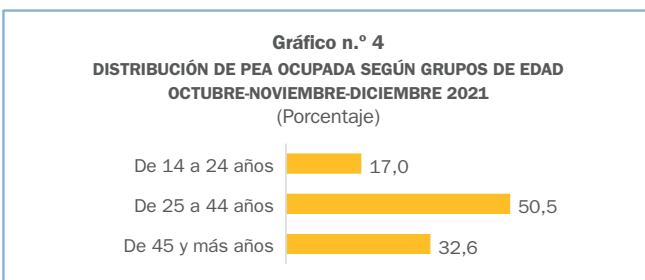 Gráfico n.º 4
DISTRIBUCIÓN DE PEA OCUPADA SEGÚN GRUPOS DE EDAD
OCTUBRE-NOVIEMBRE-DICIEMBRE 2021
(Porcentaje)
De 14 a 24 años 17,0
De 25 a 44 años 50,5
De 45 y más años 32,6